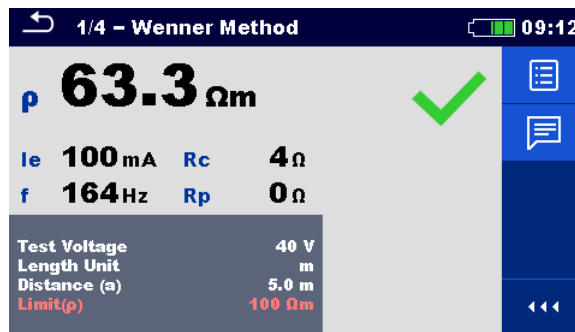 1/4 – Wenner Method 09:12
ρ 63.3 Ωm
Ie 100 mA Rc 4 Ω
f 164 Hz Rp 0 Ω
Test Voltage 40 V
Length Unit m
Distance (a) 5.0 m
Limit(ρ) 100 Ωm